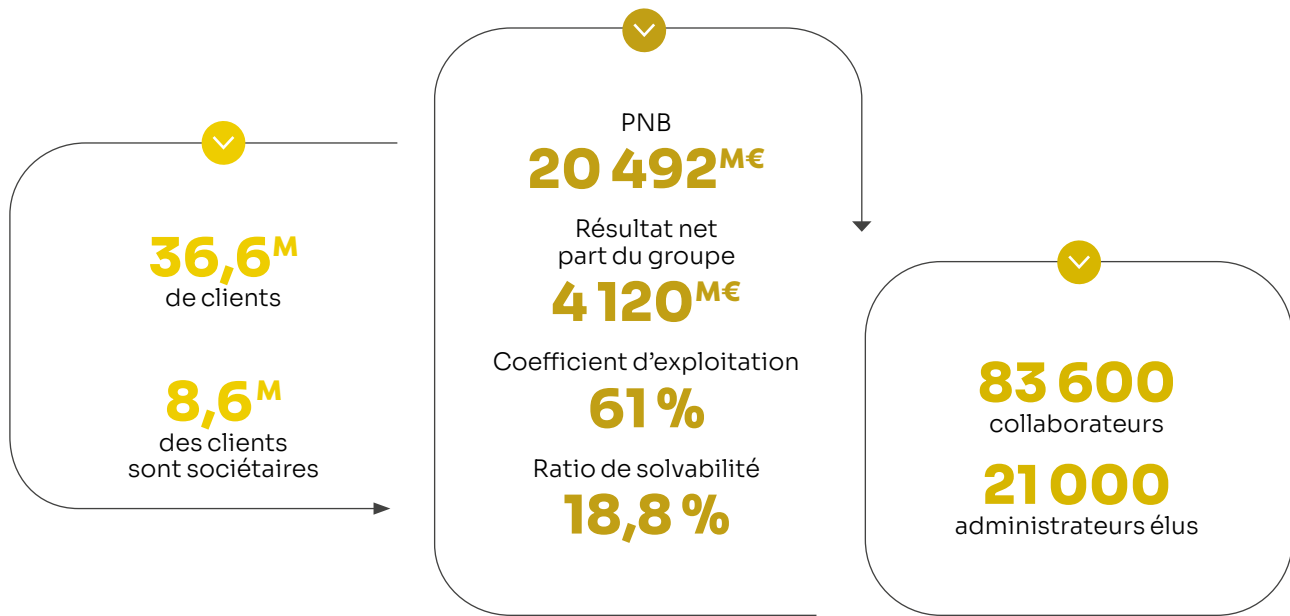 36,6M
de clients
8,6M
des clients
sont sociétaires
PNB
20 492M€
Résultat net
part du groupe
4 120M€
Coefficient d’exploitation
61 %
Ratio de solvabilité
18,8 %
83 600
collaborateurs
21 000
administrateurs élus